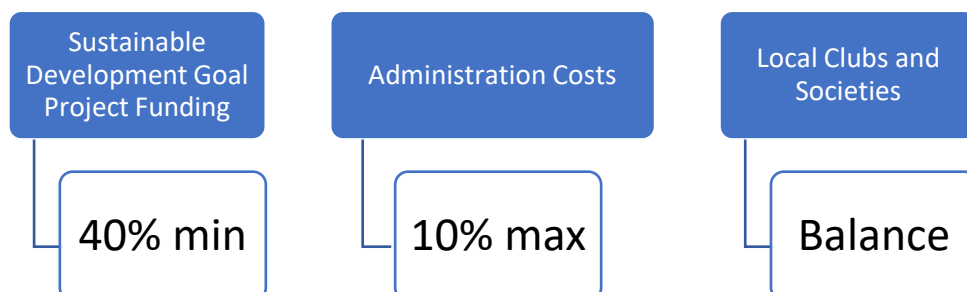 Sustainable
Development Goal
Project Funding
40% min
Administration Costs
10% max
Local Clubs and
Societies
Balance